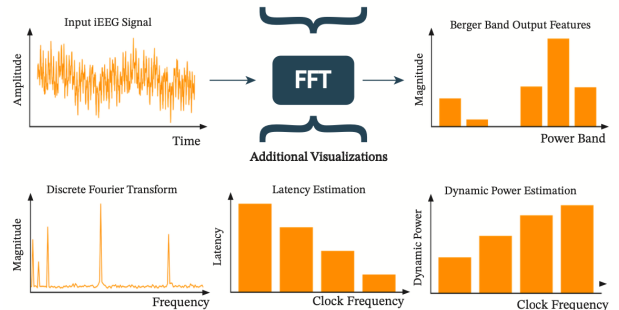 Input iEEG Signal
Amplitude
Time
FFT
Berger Band Output Features
Magnitude
Power Band
Additional Visualizations
Discrete Fourier Transform
Magnitude
Frequency
Latency Estimation
Latency
Clock Frequency
Dynamic Power Estimation
Dynamic Power
Clock Frequency